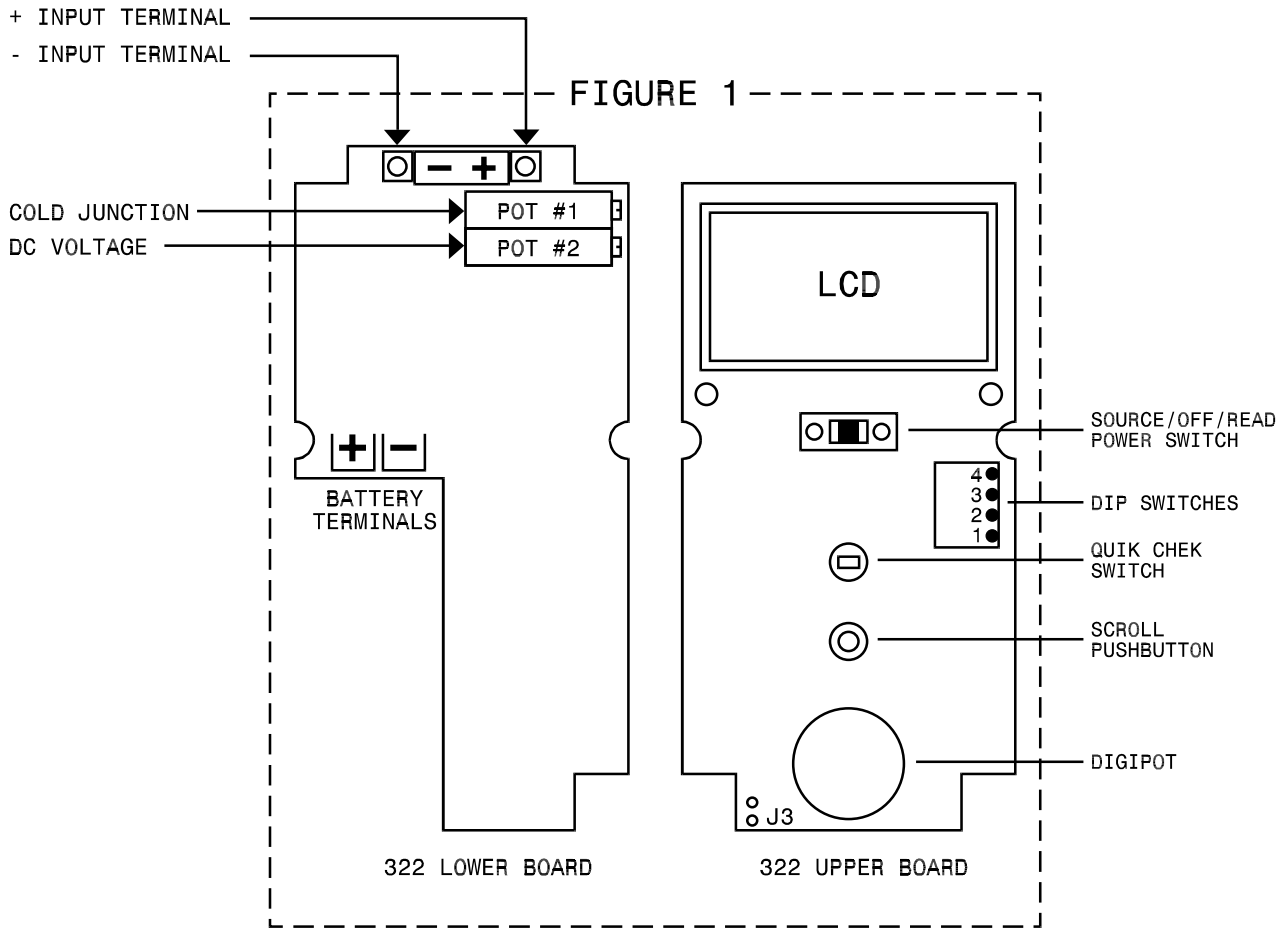 + INPUT TERMINAL
- INPUT TERMINAL
FIGURE 1
− +
COLD JUNCTION
POT #1
DC VOLTAGE
POT #2
LCD
SOURCE/OFF/READ
POWER SWITCH
+ −
BATTERY
TERMINALS
4
3
2
1
DIP SWITCHES
QUIK CHEK
SWITCH
SCROLL
PUSHBUTTON
DIGIPOT
J3
322 LOWER BOARD
322 UPPER BOARD